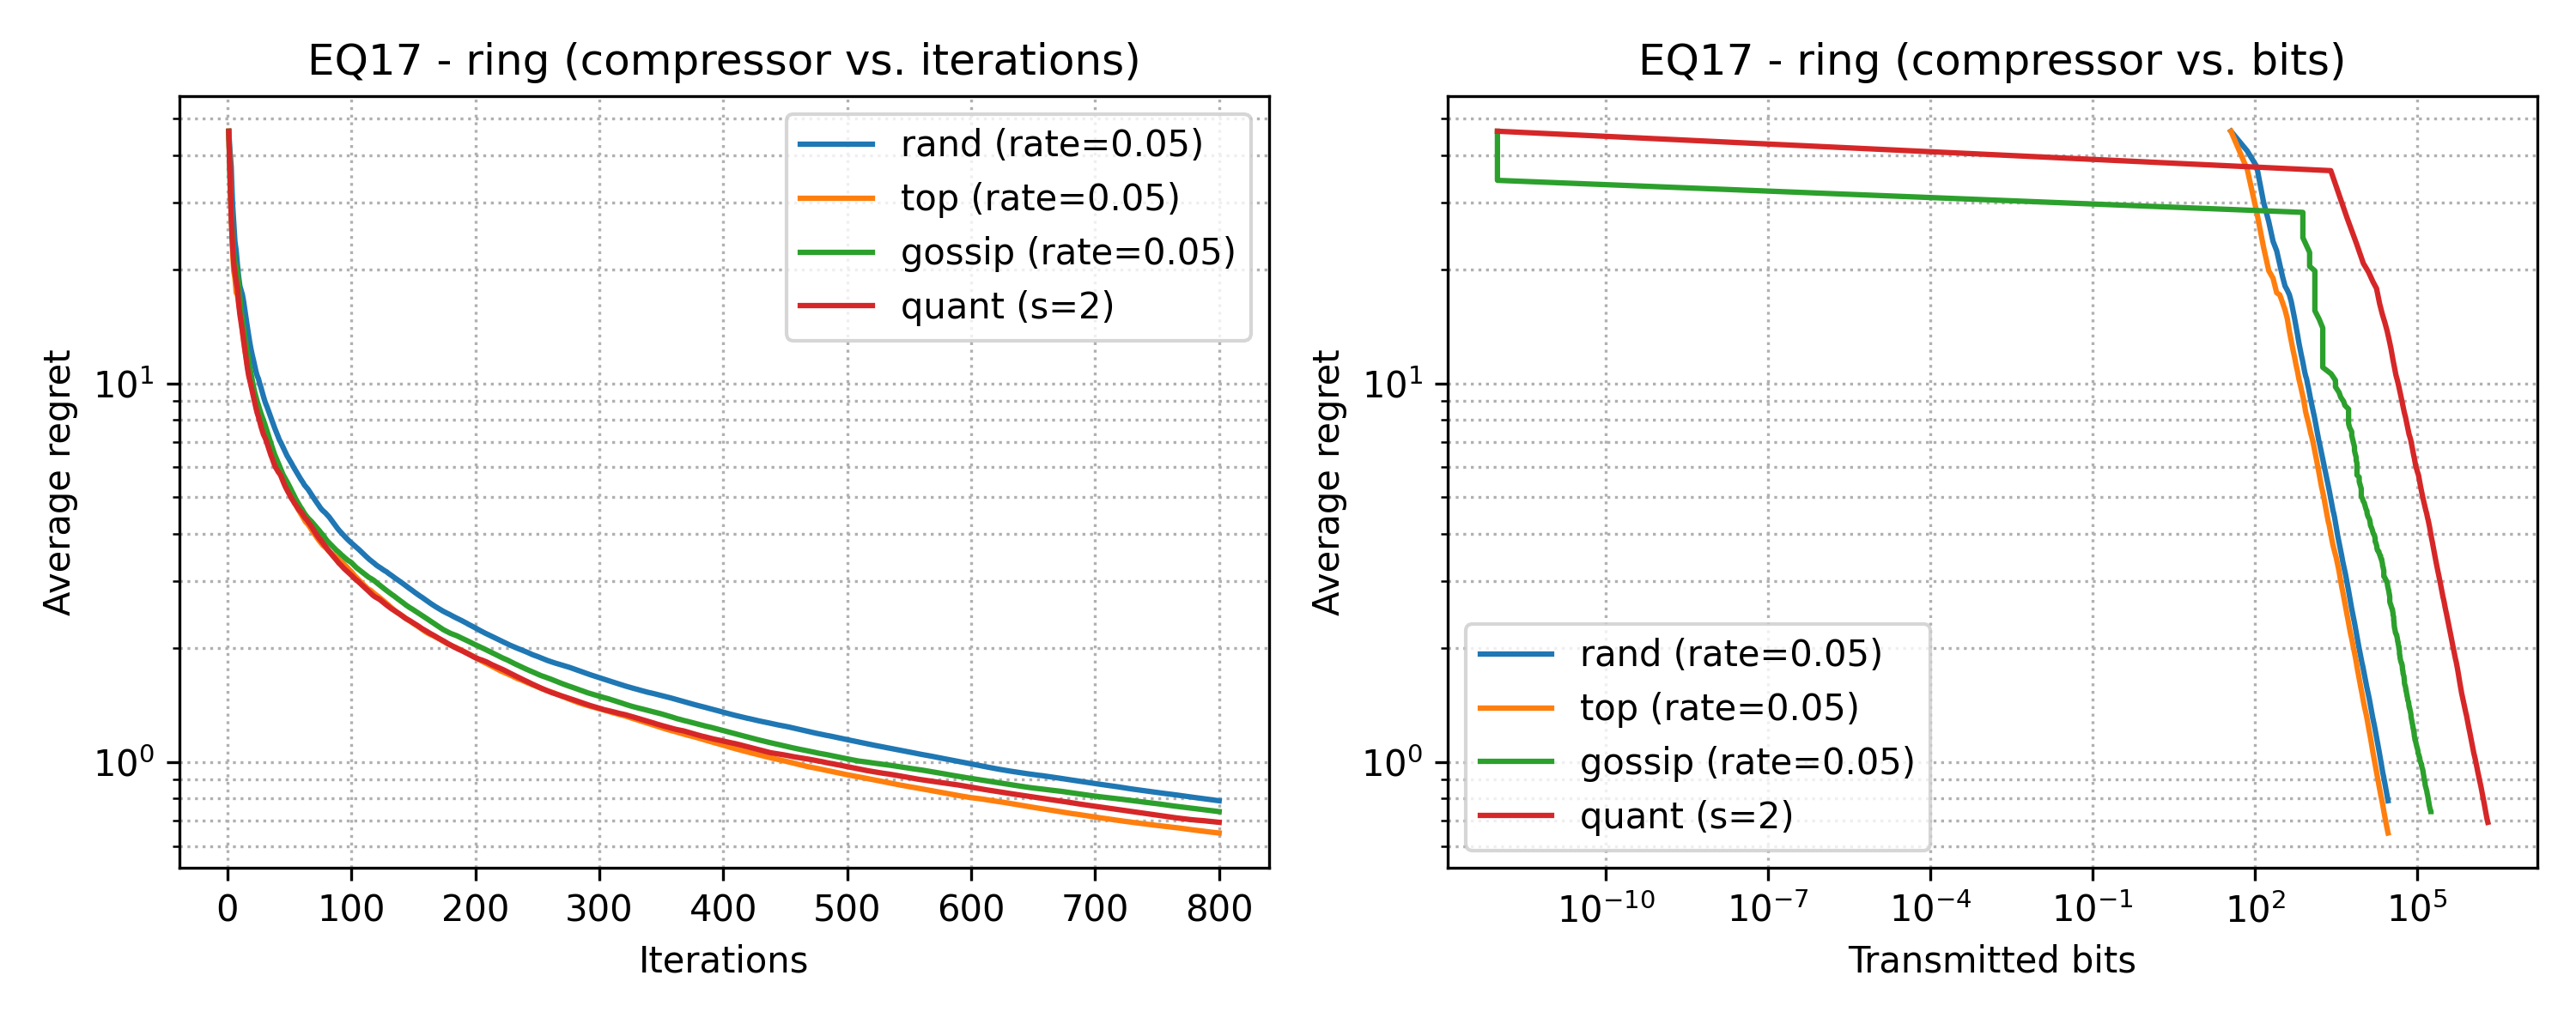 EQ17 - ring (compressor vs. iterations)
Average regret
10¹
10⁰
rand (rate=0.05)
top (rate=0.05)
gossip (rate=0.05)
quant (s=2)
0 100 200 300 400 500 600 700 800
Iterations
EQ17 - ring (compressor vs. bits)
Average regret
10¹
10⁰
rand (rate=0.05)
top (rate=0.05)
gossip (rate=0.05)
quant (s=2)
10⁻¹⁰ 10⁻⁷ 10⁻⁴ 10⁻¹ 10² 10⁵
Transmitted bits